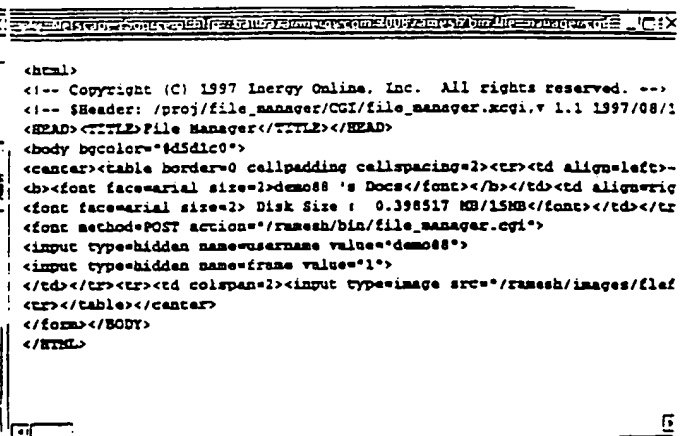 <html>
<!-- Copyright (C) 1997 Inergy Online, Inc. All rights reserved. -->
<!-- $Header: /proj/file_manager/CGI/file_manager.xcgi,v 1.1 1997/08/1
<HEAD><TITLE>File Manager</TITLE></HEAD>
<body bgcolor="#d5d1c0">
<center><table border=0 cellpadding cellspacing=2><tr><td align=left>-
<b><font face=arial size=2>demo88 's Docs</font></b></td><td align=rig
<font face=arial size=2> Disk Size : 0.398517 MB/15MB</font></td></tr
<font method=POST action="/ramesh/bin/file_manager.cgi">
<input type=hidden name=username value="demo88">
<input type=hidden name=frame value="1">
</td></tr><tr><td colspan=2><input type=image src="/ramesh/images/flef
<tr></table></center>
</form></BODY>
</HTML>